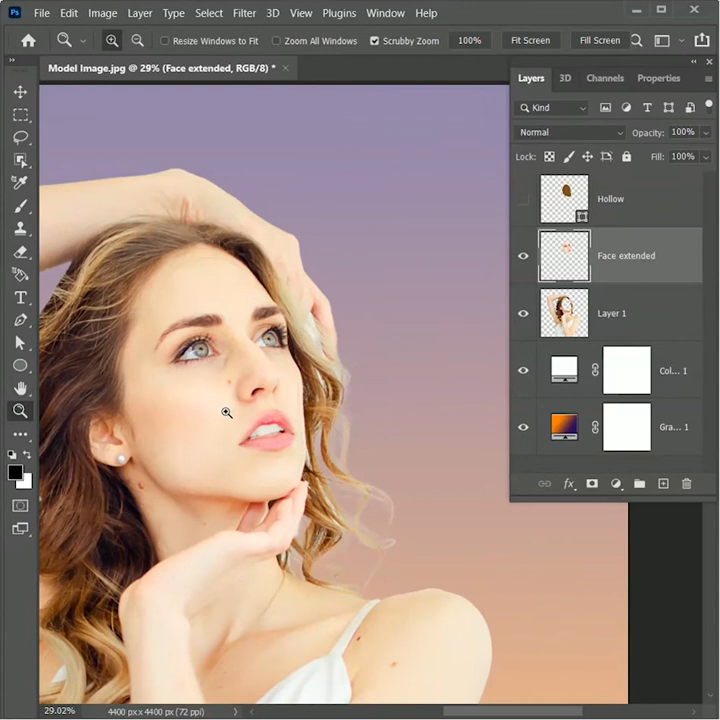 Ps File Edit Image Layer Type Select Filter 3D View Plugins Window Help
Resize Windows to Fit Zoom All Windows Scrubby Zoom 100% Fit Screen Fill Screen
Model Image.jpg @ 29% (Face extended, RGB/8) * ×
Layers 3D Channels Properties
Kind
Normal Opacity: 100%
Lock: Fill: 100%
Hollow
Face extended
Layer 1
Col... 1
Gra... 1
29.02% 4400 px x 4400 px (72 ppi)